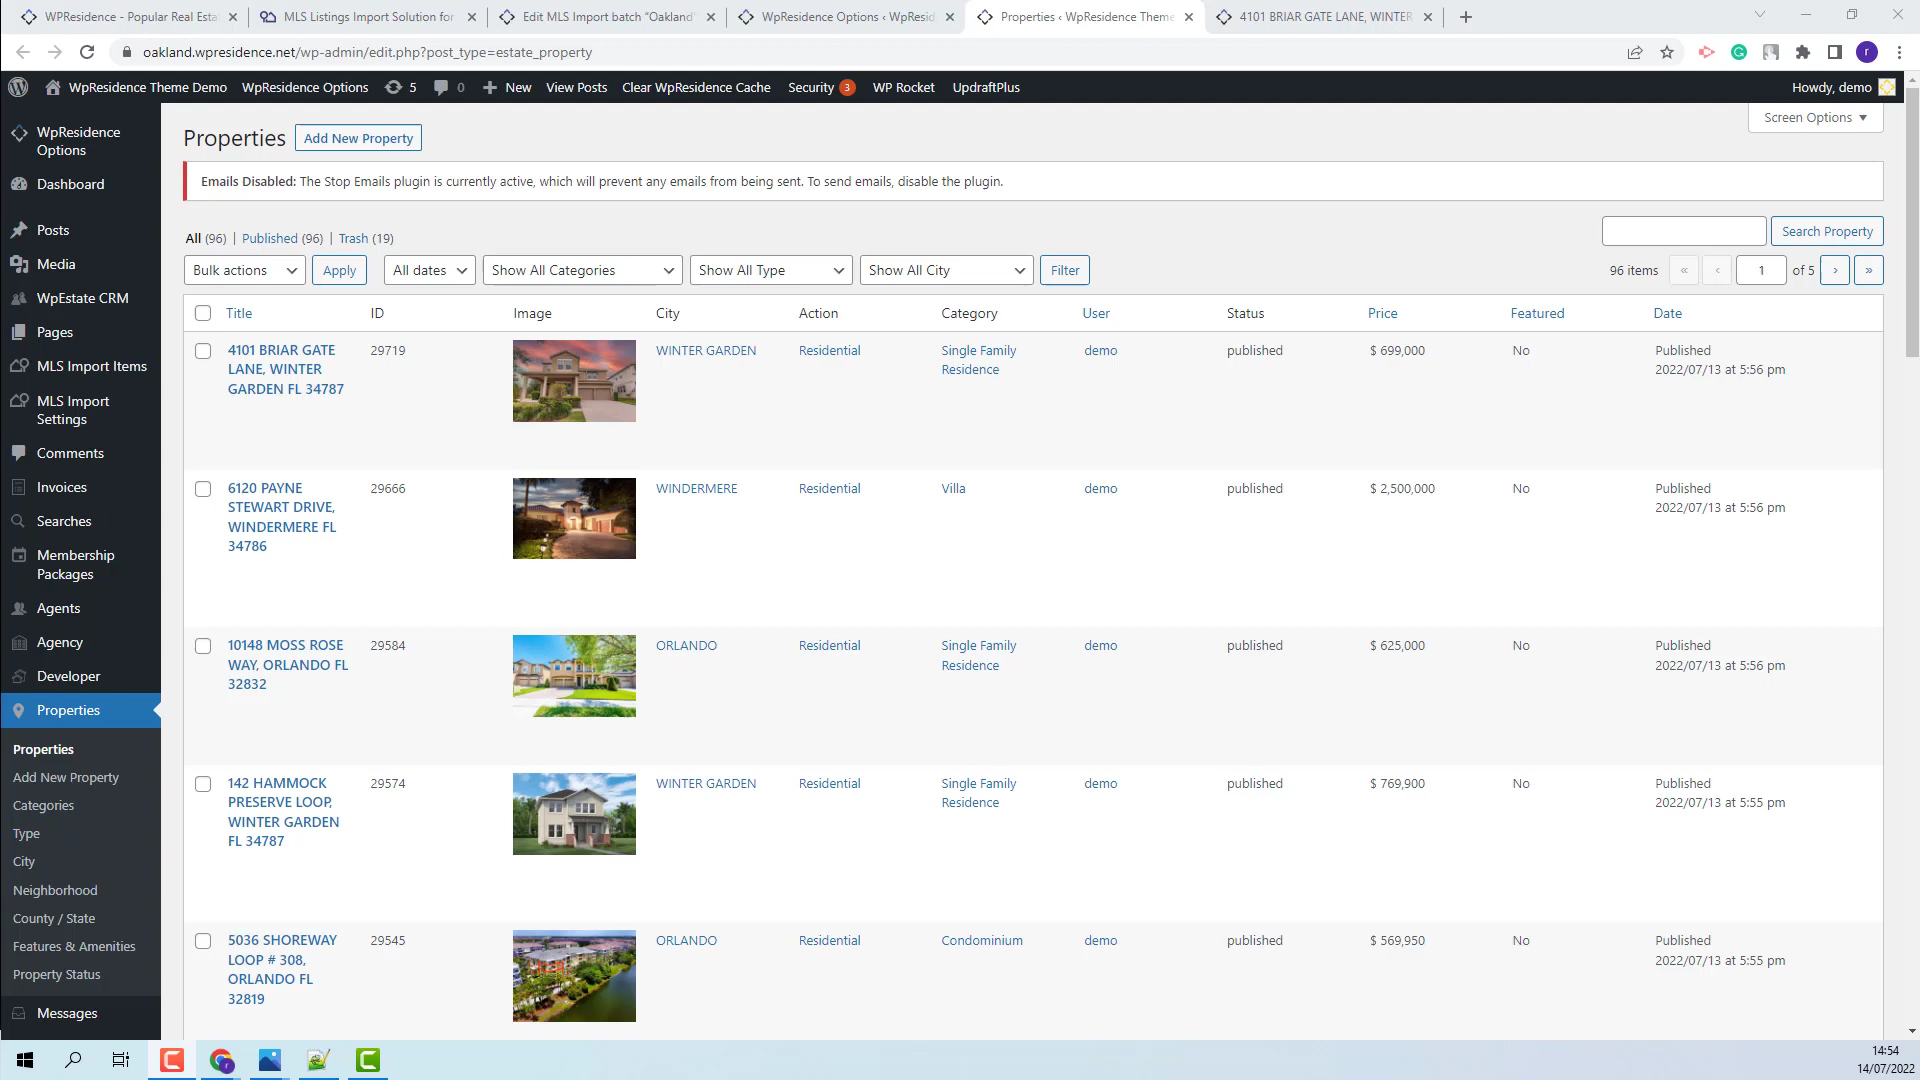 WPResidence - Popular Real Esta
MLS Listings Import Solution for
Edit MLS Import batch "Oakland"
WPResidence Options ‹ WpResid
Properties ‹ WpResidence Theme
4101 BRIAR GATE LANE, WINTER
oakland.wpresidence.net/wp-admin/edit.php?post_type=estate_property
r
WpResidence Theme Demo WpResidence Options 5 0 New View Posts Clear WpResidence Cache Security 3 WP Rocket UpdraftPlus Howdy, demo
WpResidence
Options
Dashboard
Posts
Media
WpEstate CRM
Pages
MLS Import Items
MLS Import
Settings
Comments
Invoices
Searches
Membership
Packages
Agents
Agency
Developer
Properties
Properties
Add New Property
Categories
Type
City
Neighborhood
County / State
Features & Amenities
Property Status
Messages
Screen Options
Properties Add New Property
Emails Disabled: The Stop Emails plugin is currently active, which will prevent any emails from being sent. To send emails, disable the plugin.
All (96) | Published (96) | Trash (19)
Search Property
Bulk actions Apply All dates Show All Categories Show All Type Show All City Filter 96 items « ‹ 1 of 5 › »
Title ID Image City Action Category User Status Price Featured Date
4101 BRIAR GATE
LANE, WINTER
GARDEN FL 34787
29719 WINTER GARDEN Residential Single Family
Residence
demo published $ 699,000 No Published
2022/07/13 at 5:56 pm
6120 PAYNE
STEWART DRIVE,
WINDERMERE FL
34786
29666 WINDERMERE Residential Villa demo published $ 2,500,000 No Published
2022/07/13 at 5:56 pm
10148 MOSS ROSE
WAY, ORLANDO FL
32832
29584 ORLANDO Residential Single Family
Residence
demo published $ 625,000 No Published
2022/07/13 at 5:56 pm
142 HAMMOCK
PRESERVE LOOP,
WINTER GARDEN
FL 34787
29574 WINTER GARDEN Residential Single Family
Residence
demo published $ 769,900 No Published
2022/07/13 at 5:55 pm
5036 SHOREWAY
LOOP # 308,
ORLANDO FL
32819
29545 ORLANDO Residential Condominium demo published $ 569,950 No Published
2022/07/13 at 5:55 pm
14:54
14/07/2022